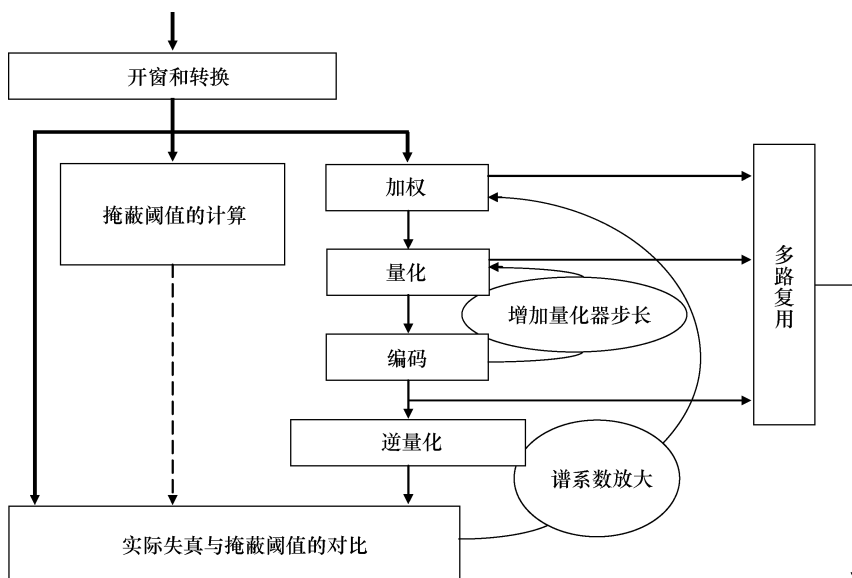 开窗和转换
掩蔽阈值的计算
加权
量化
增加量化器步长
编码
逆量化
谱系数放大
实际失真与掩蔽阈值的对比
多路复用